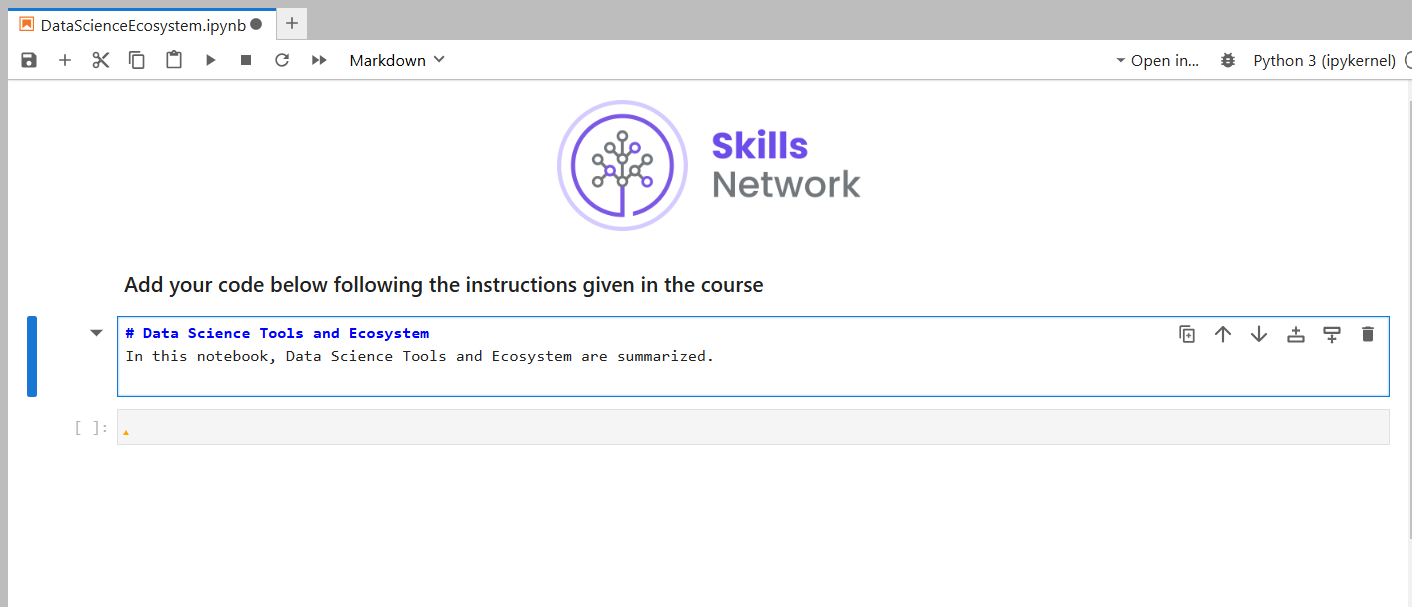 DataScienceEcosystem.ipynb
Markdown
Open in...
Python 3 (ipykernel)
Skills
Network
Add your code below following the instructions given in the course
# Data Science Tools and Ecosystem
In this notebook, Data Science Tools and Ecosystem are summarized.
[ ]: